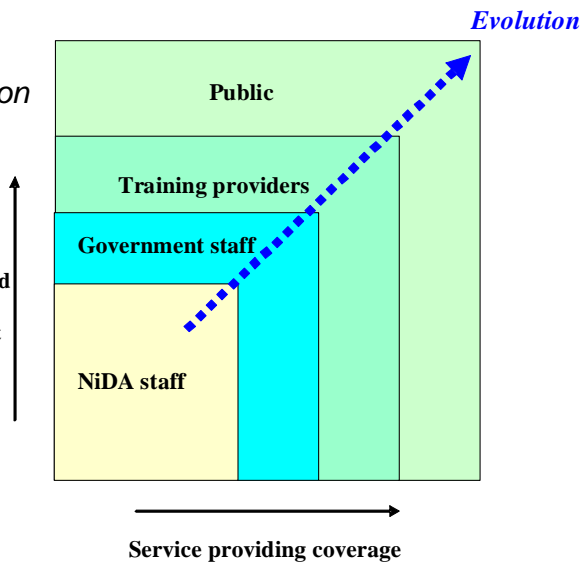 Evolution
on
Public
Training providers
Government staff
d
NiDA staff
Service providing coverage